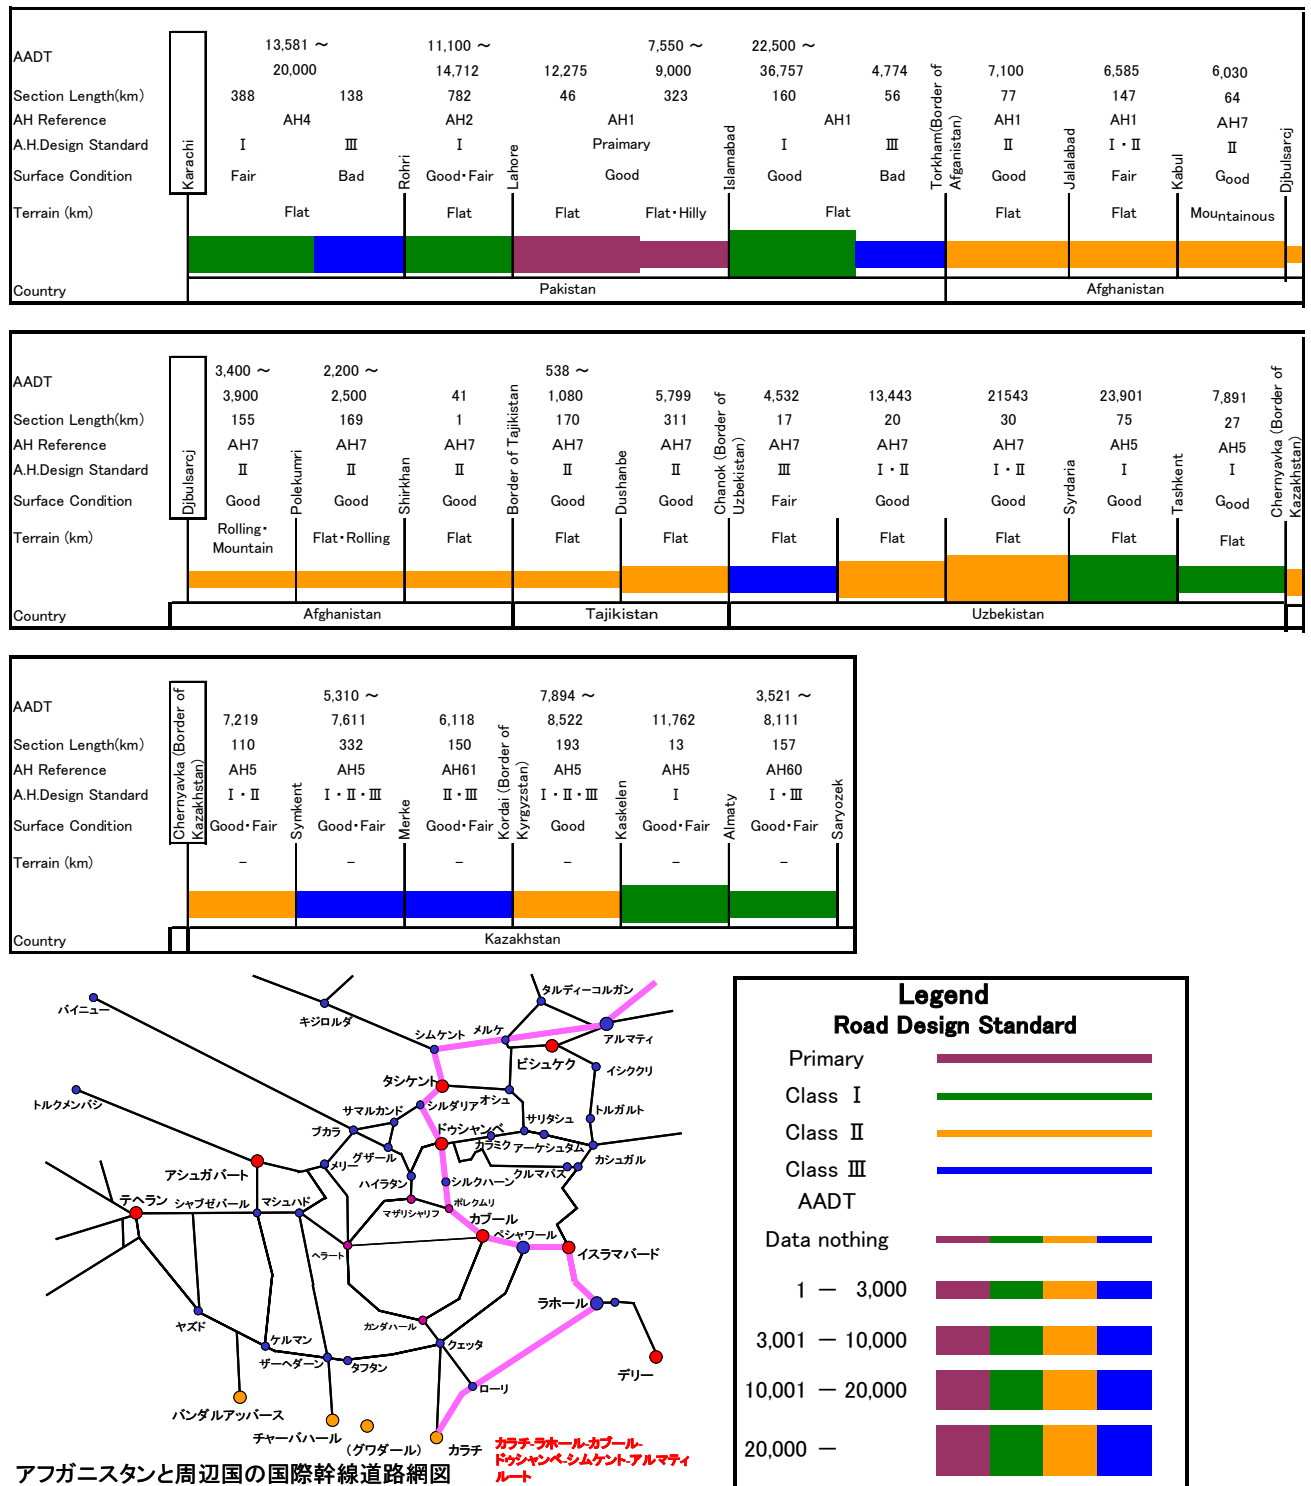 13,581 ～ 11,100 ～ 7,550 ～ 22,500 ～
AADT 20,000 14,712 12,275 9,000 36,757 4,774 7,100 6,585 6,030
Section Length(km) 388 138 782 46 323 160 56 77 147 64
AH Reference AH4 AH2 AH1 AH1 AH1 AH1 AH7
A.H.Design Standard Ⅰ Ⅲ Ⅰ Praimary Ⅰ Ⅲ Ⅱ Ⅰ・Ⅱ Ⅱ
Surface Condition Fair Bad Good・Fair Good Good Bad Good Fair Good
Karachi
Rohri
Lahore
Islamabad
Torkham(Border of
Afganistan)
Jalalabad
Kabul
Djbulsarcj
Terrain (km) Flat Flat Flat Flat・Hilly Flat Flat Flat Mountainous
Country Pakistan Afghanistan
3,400 ～ 2,200 ～ 538 ～
AADT 3,900 2,500 41 1,080 5,799 4,532 13,443 21543 23,901 7,891
Section Length(km) 155 169 1 170 311 17 20 30 75 27
AH Reference AH7 AH7 AH7 AH7 AH7 AH7 AH7 AH7 AH5 AH5
A.H.Design Standard Ⅱ Ⅱ Ⅱ Ⅱ Ⅱ Ⅲ Ⅰ・Ⅱ Ⅰ・Ⅱ Ⅰ Ⅰ
Surface Condition Good Good Good Good Good Fair Good Good Good Good
Djbulsarcj
Polekumri
Shirkhan
Border of Tajikistan
Dushanbe
Chanok (Border of
Uzbekistan)
Syrdaria
Tashkent
Chernyavka (Border of
Kazakhstan)
Terrain (km) Rolling・
Mountain Flat・Rolling Flat Flat Flat Flat Flat Flat Flat Flat
Country Afghanistan Tajikistan Uzbekistan
5,310 ～ 7,894 ～ 3,521 ～
AADT 7,219 7,611 6,118 8,522 11,762 8,111
Section Length(km) 110 332 150 193 13 157
AH Reference AH5 AH5 AH61 AH5 AH5 AH60
A.H.Design Standard Ⅰ・Ⅱ Ⅰ・Ⅱ・Ⅲ Ⅱ・Ⅲ Ⅰ・Ⅱ・Ⅲ Ⅰ Ⅰ・Ⅲ
Surface Condition Good・Fair Good・Fair Good・Fair Good Good・Fair Good・Fair
Chernyavka (Border of
Kazakhstan)
Symkent
Merke
Kordai (Border of
Kyrgyzstan)
Kaskelen
Almaty
Saryozek
Terrain (km) － － － － － －
Country Kazakhstan
バイニュー
キジロルダ
タルディーコルガン
シムケント
メルケ
アルマティ
ビシュケク
イシククリ
タシケント
トルクメンバシ
サマルカンド
シルダリア
オシュ
トルガルト
ブカラ
ドゥシャンベ
サリタシュ
カラミク
アーケシュタム
グザール
カシュガル
アシュガバート
メリー
クルマバス
ハイラタン
シルクハーン
テヘラン
シャブゼバール
マシュハド
マザリシャリフ
ポレクムリ
カブール
ペシャワール
ヘラート
イスラマバード
ラホール
ヤズド
カンダハール
ケルマン
クェッタ
ザーヘダーン
タフタン
デリー
ローリ
バンダルアッバース
チャーバハール
(グワダール)
カラチ
カラチ-ラホール-カブール-
ドゥシャンベ-シムケント-アルマティ
ルート
アフガニスタンと周辺国の国際幹線道路網図
Legend
Road Design Standard
Primary
Class Ⅰ
Class Ⅱ
Class Ⅲ
AADT
Data nothing
1 － 3,000
3,001 － 10,000
10,001 － 20,000
20,000 －